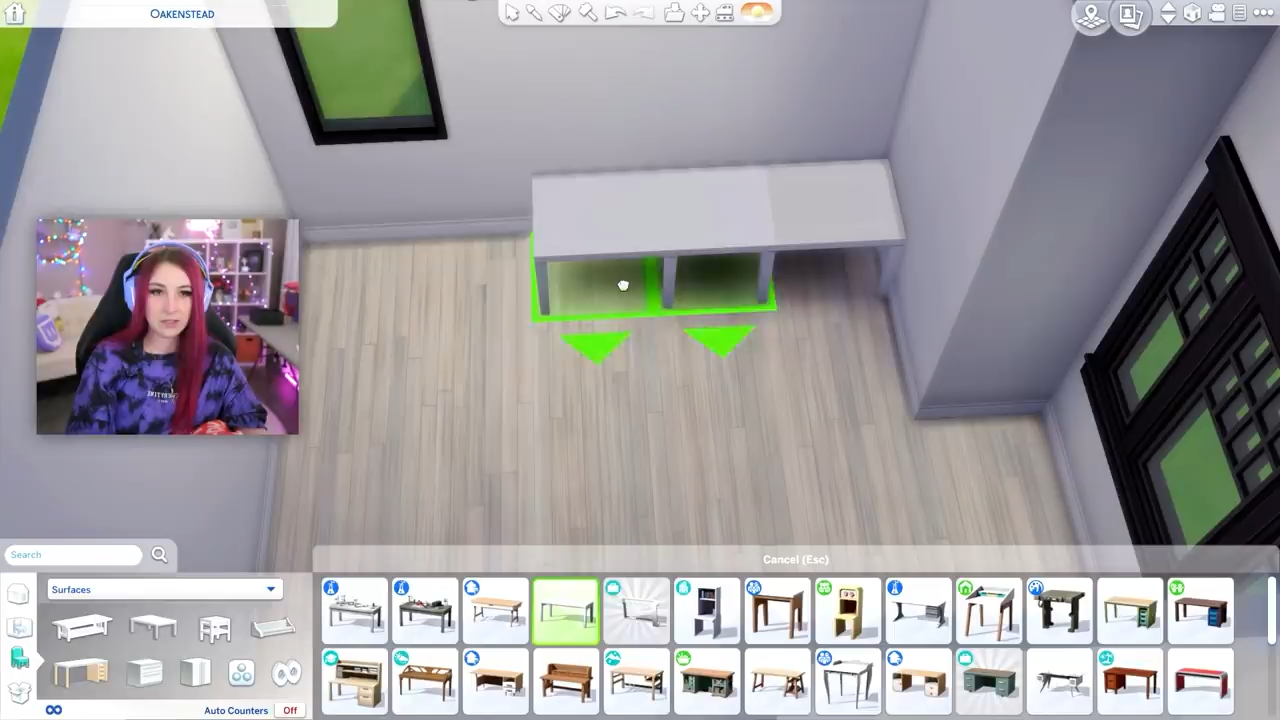 Oakenstead
Cancel (Esc)
Search
Surfaces
Auto Counters
Off